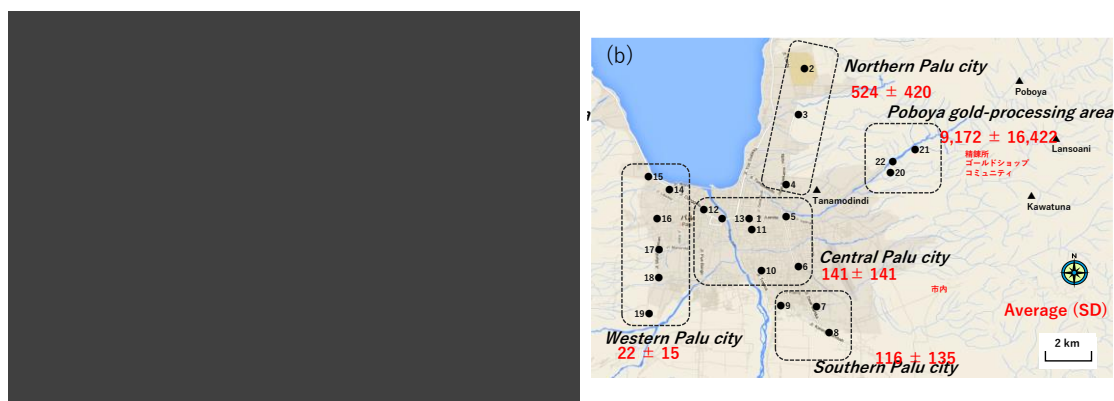 (b)
2
Northern Palu city
524 ± 420
Poboya
3
Poboya gold-processing area
9,172 ± 16,422
Lansoani
21
22
20
精錬所
ゴールドショップ
コミュニティ
15
14
4
Tanamodindi
Kawatuna
12
16
13
1
5
11
17
10
6
Central Palu city
141 ± 141
N
18
市内
9
7
Average (SD)
19
8
Western Palu city
22 ± 15
116 ± 135
Southern Palu city
2 km